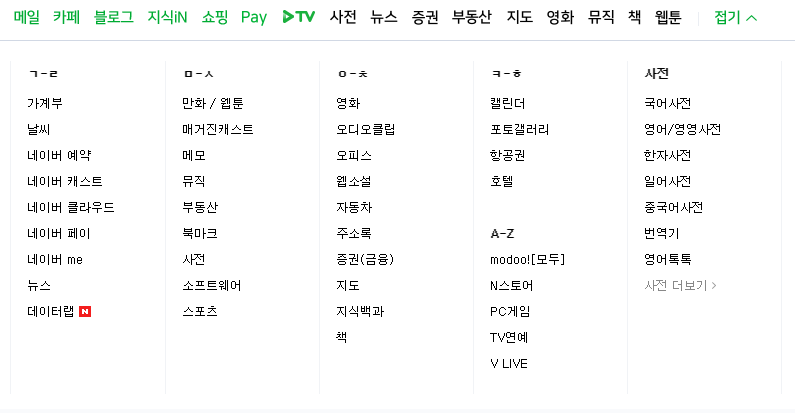 메일 카페 블로그 지식iN 쇼핑 Pay TV 사전 뉴스 증권 부동산 지도 영화 뮤직 책 웹툰 접기
ㄱ-ㄹ
가계부
날씨
네이버 예약
네이버 캐스트
네이버 클라우드
네이버 페이
네이버 me
뉴스
데이터랩 N
ㅁ-ㅅ
만화 / 웹툰
매거진캐스트
메모
뮤직
부동산
북마크
사전
소프트웨어
스포츠
ㅇ-ㅊ
영화
오디오클립
오피스
웹소설
자동차
주소록
증권(금융)
지도
지식백과
책
ㅋ-ㅎ
캘린더
포토갤러리
항공권
호텔
A-Z
modoo![모두]
N스토어
PC게임
TV연예
V LIVE
사전
국어사전
영어/영영사전
한자사전
일어사전
중국어사전
번역기
영어톡톡
사전 더보기 >